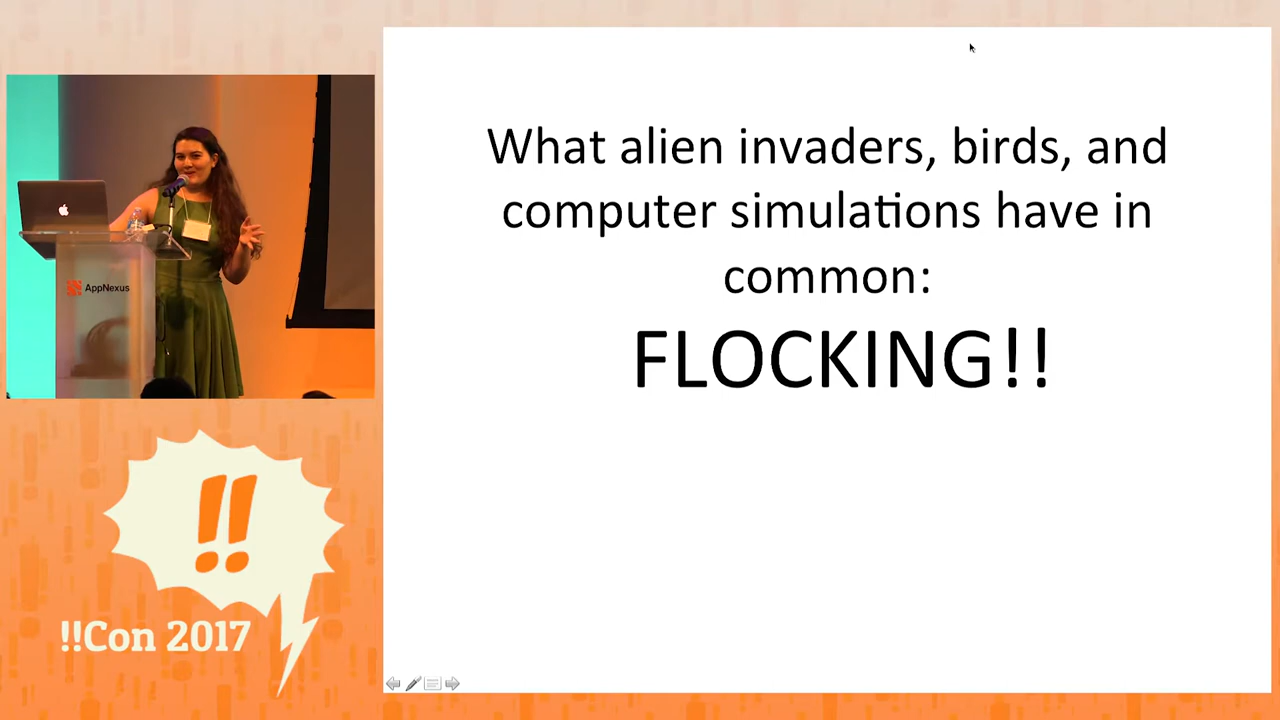 What alien invaders, birds, and
computer simulations have in
common:
FLOCKING!!
AppNexus
!!
!!Con 2017